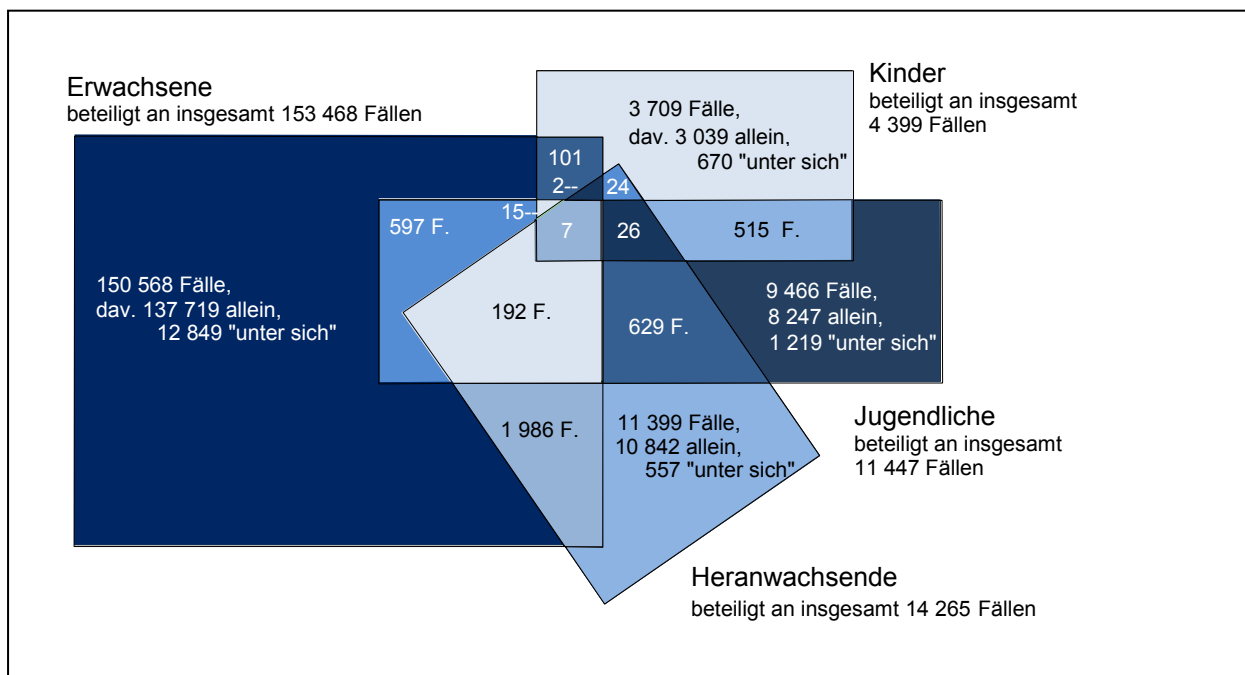 Erwachsene
beteiligt an insgesamt 153 468 Fällen
Kinder
beteiligt an insgesamt
4 399 Fällen
3 709 Fälle,
dav. 3 039 allein,
670 "unter sich"
101
2--
24
15--
597 F.
7
26
515 F.
150 568 Fälle,
dav. 137 719 allein,
12 849 "unter sich"
192 F.
629 F.
9 466 Fälle,
8 247 allein,
1 219 "unter sich"
1 986 F.
11 399 Fälle,
10 842 allein,
557 "unter sich"
Jugendliche
beteiligt an insgesamt
11 447 Fällen
Heranwachsende
beteiligt an insgesamt 14 265 Fällen